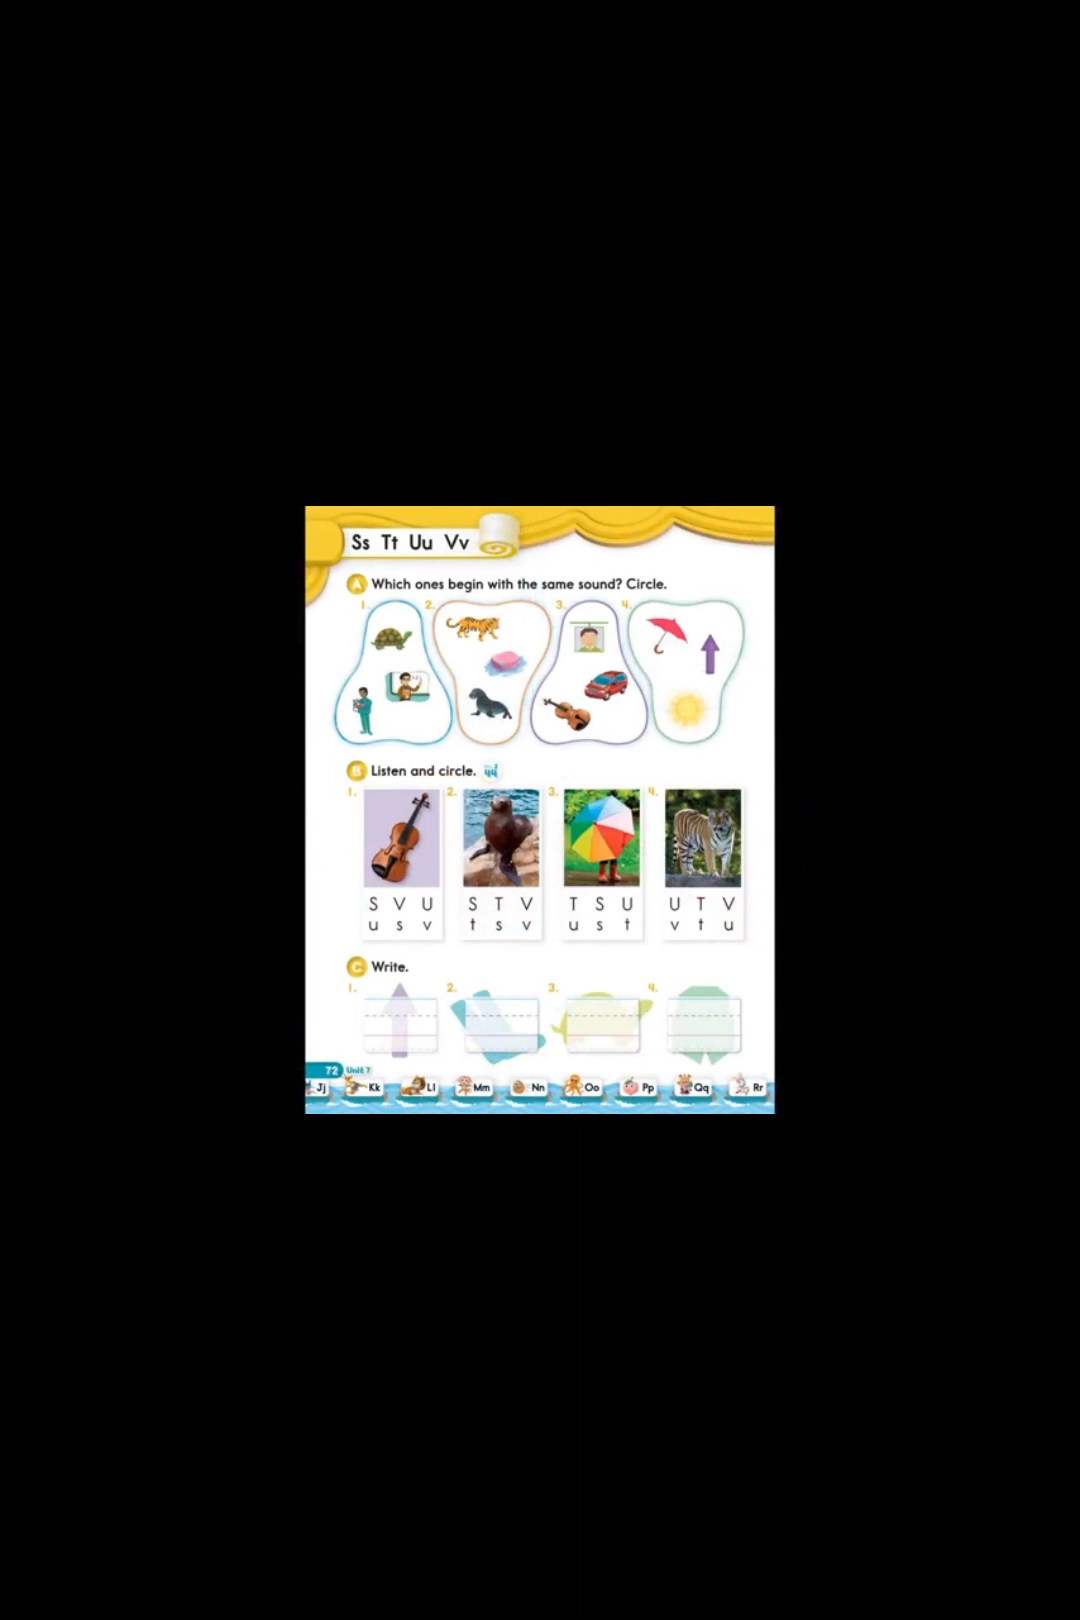 Ss Tt Uu Vv
A Which ones begin with the same sound? Circle.
1. 2. 3. 4.
B Listen and circle.
1. 2. 3. 4.
S V U
u s v
S T V
t s v
T S U
u s t
U T V
v t u
C Write.
1. 2. 3. 4.
72 Unit 7
Jj Kk Ll Mm Nn Oo Pp Qq Rr